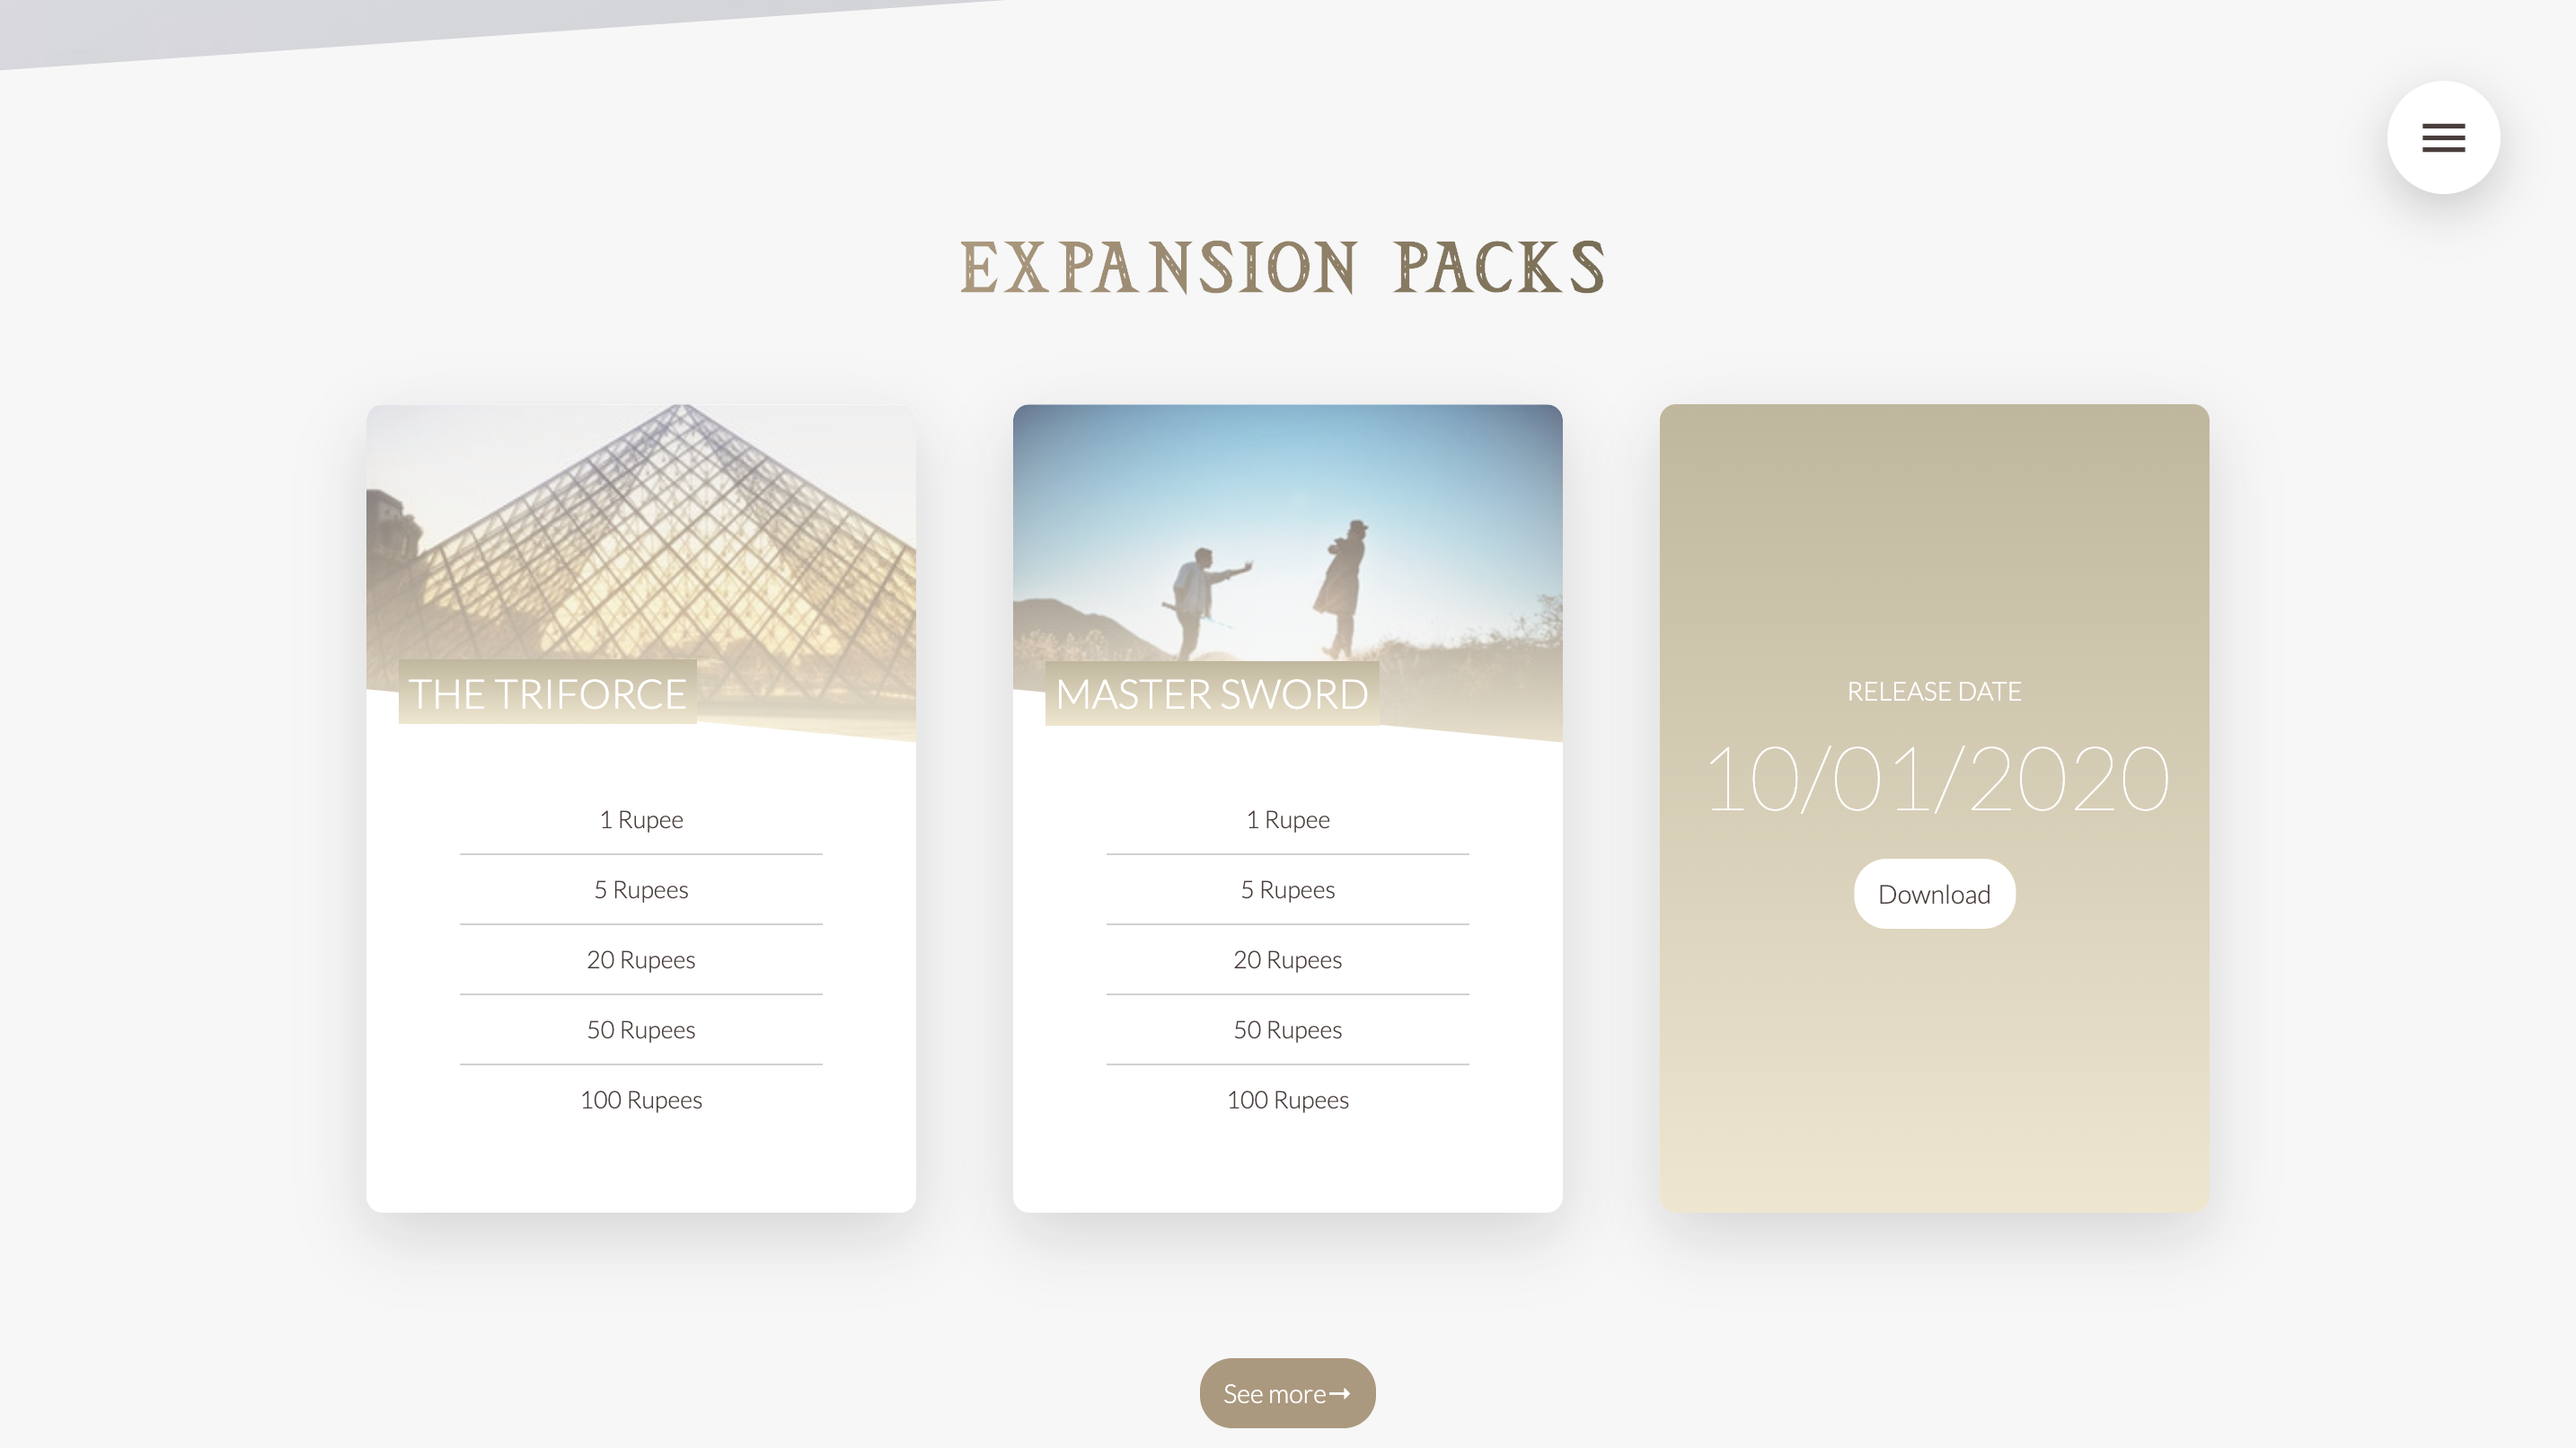 EXPANSION PACKS
THE TRIFORCE
1 Rupee
5 Rupees
20 Rupees
50 Rupees
100 Rupees
MASTER SWORD
1 Rupee
5 Rupees
20 Rupees
50 Rupees
100 Rupees
RELEASE DATE
10/01/2020
Download
See more→